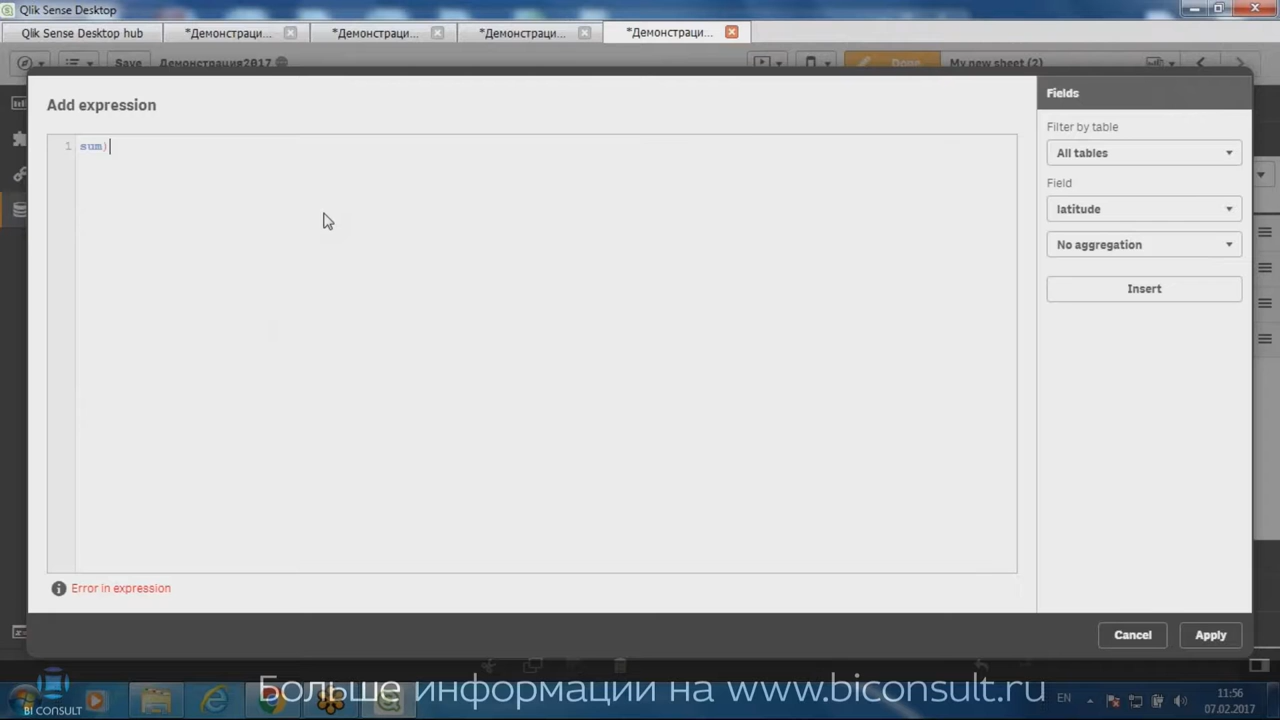 Qlik Sense Desktop
Qlik Sense Desktop hub
*Демонстраци...
*Демонстраци...
*Демонстраци...
*Демонстраци...
Save
Демонстрация2017
Done
My new sheet (2)
Add expression
1 sum)
Error in expression
Fields
Filter by table
All tables
Field
latitude
No aggregation
Insert
Cancel
Apply
Больше информации на www.biconsult.ru
BI CONSULT
EN
11:56
07.02.2017